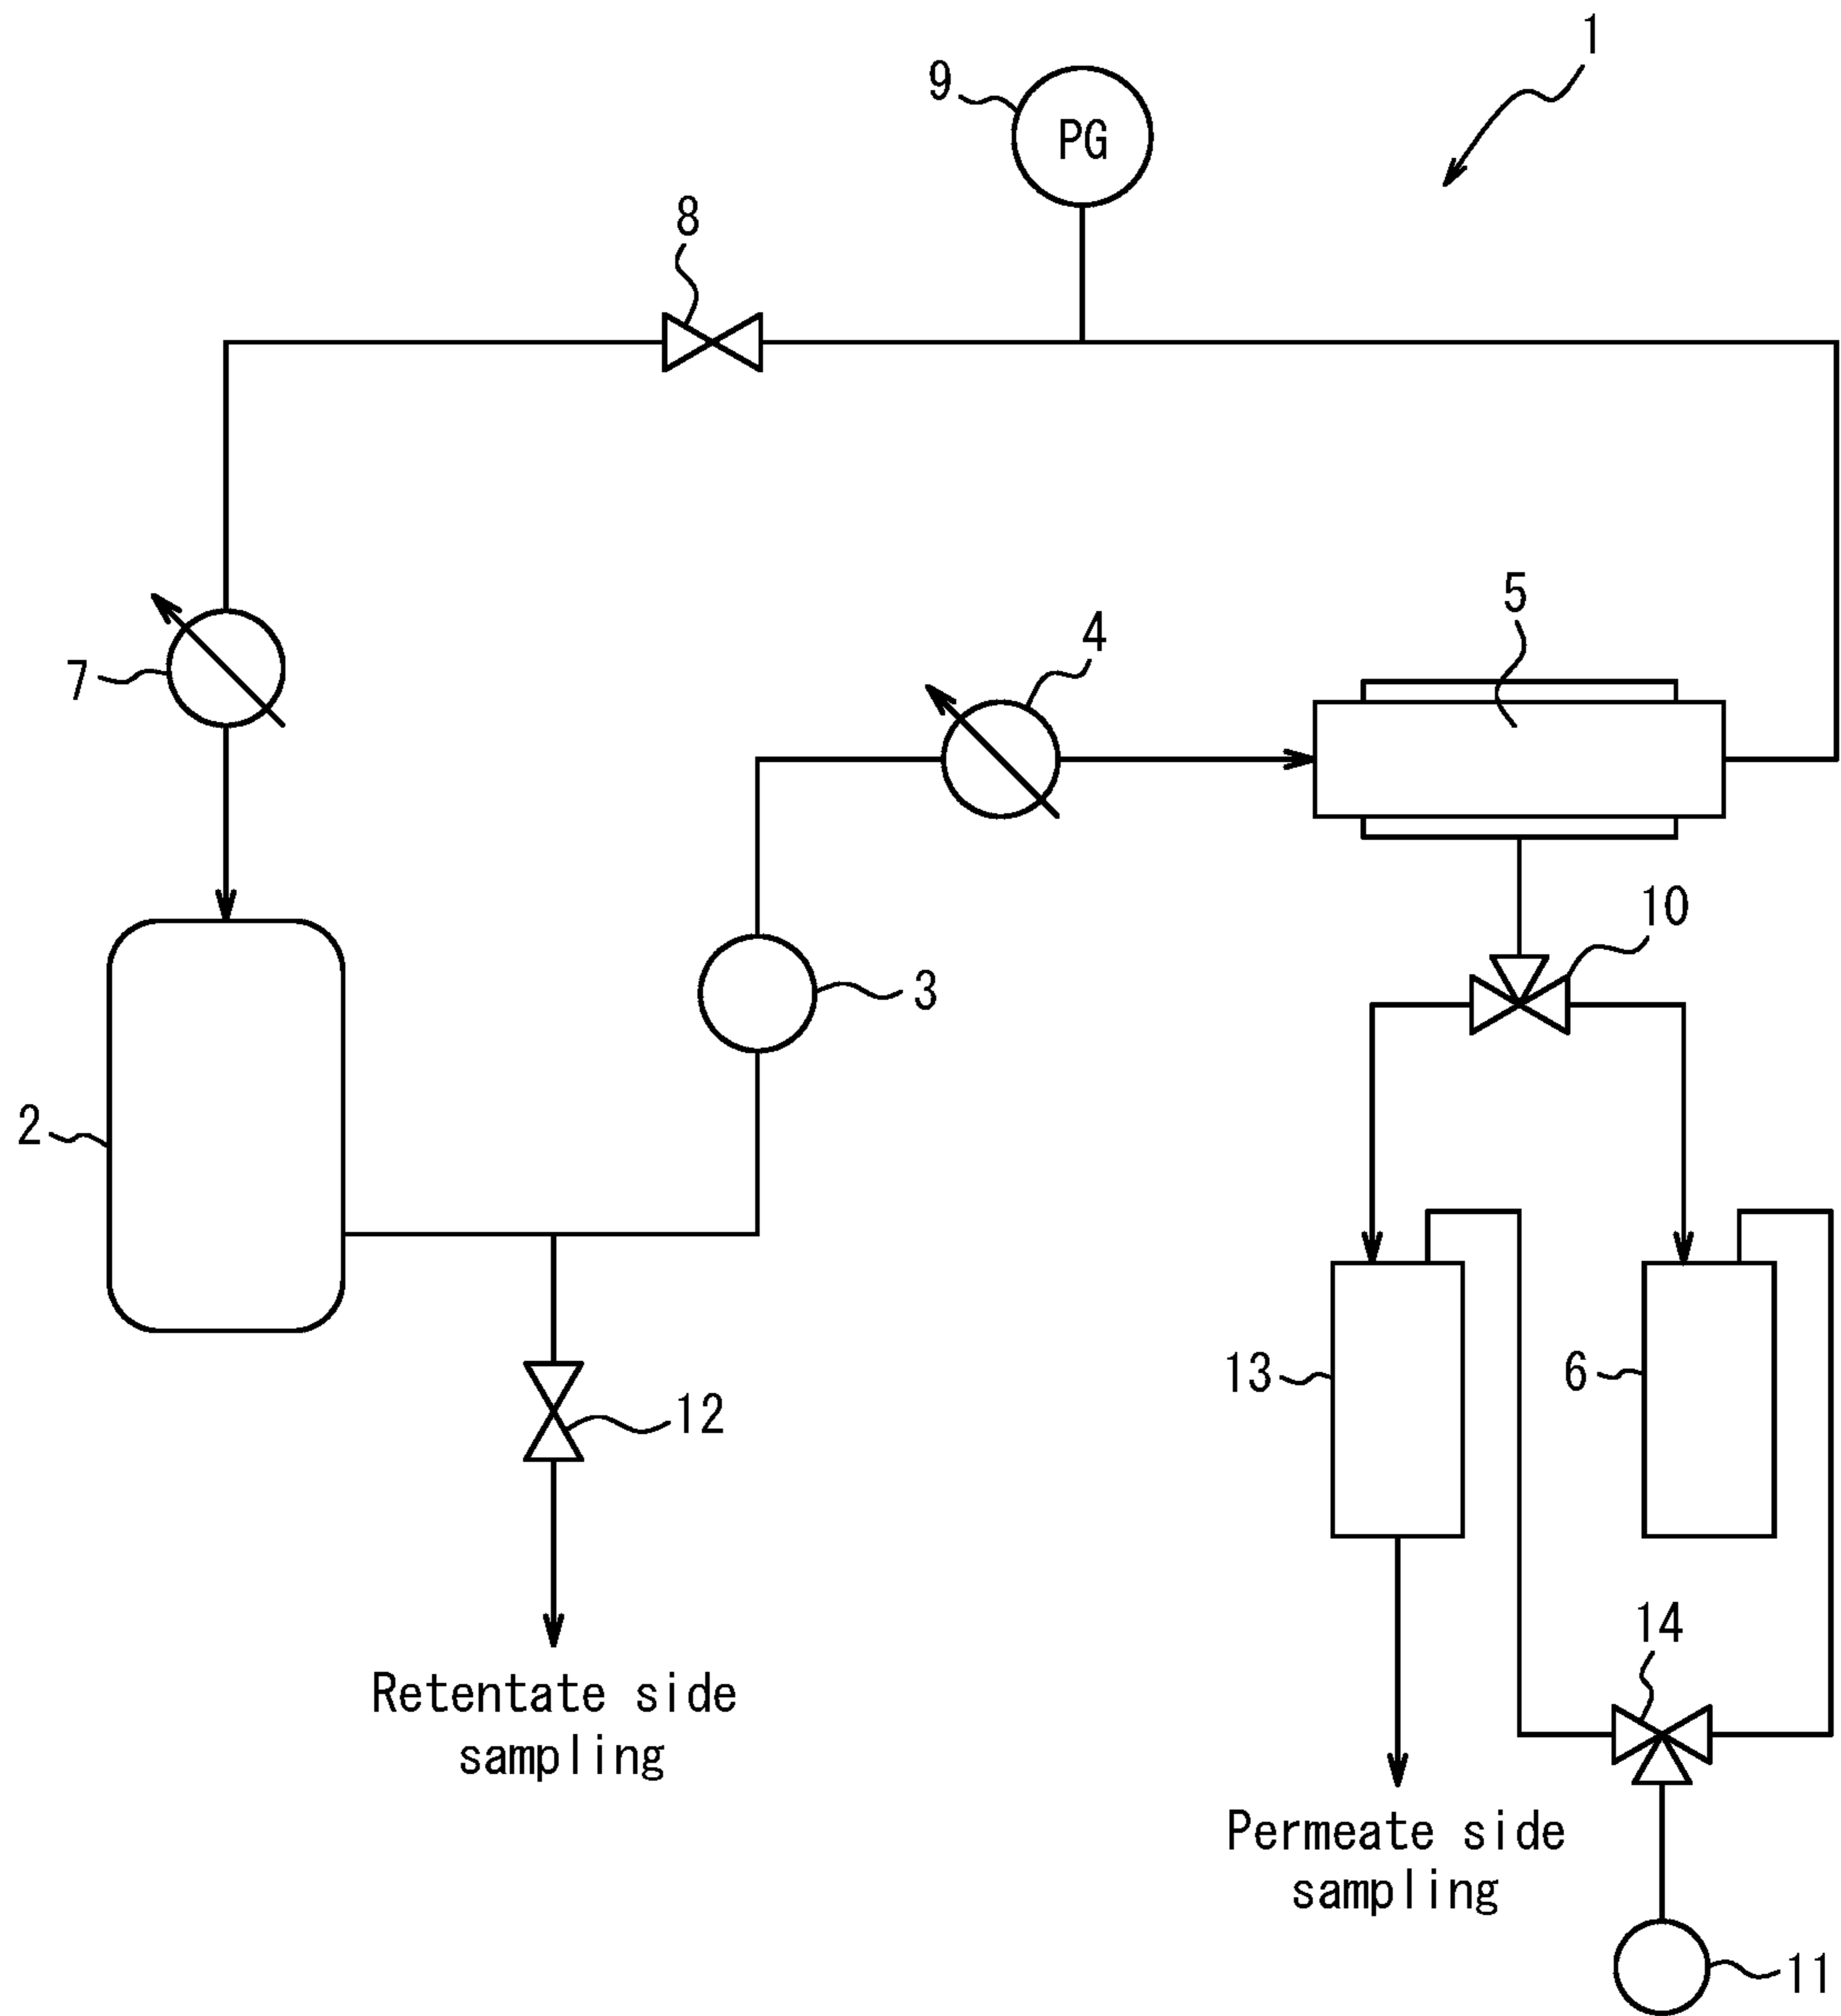 1
9
PG
8
5
4
7
10
3
2
13
6
12
14
Retentate side
sampling
Permeate side
sampling
11